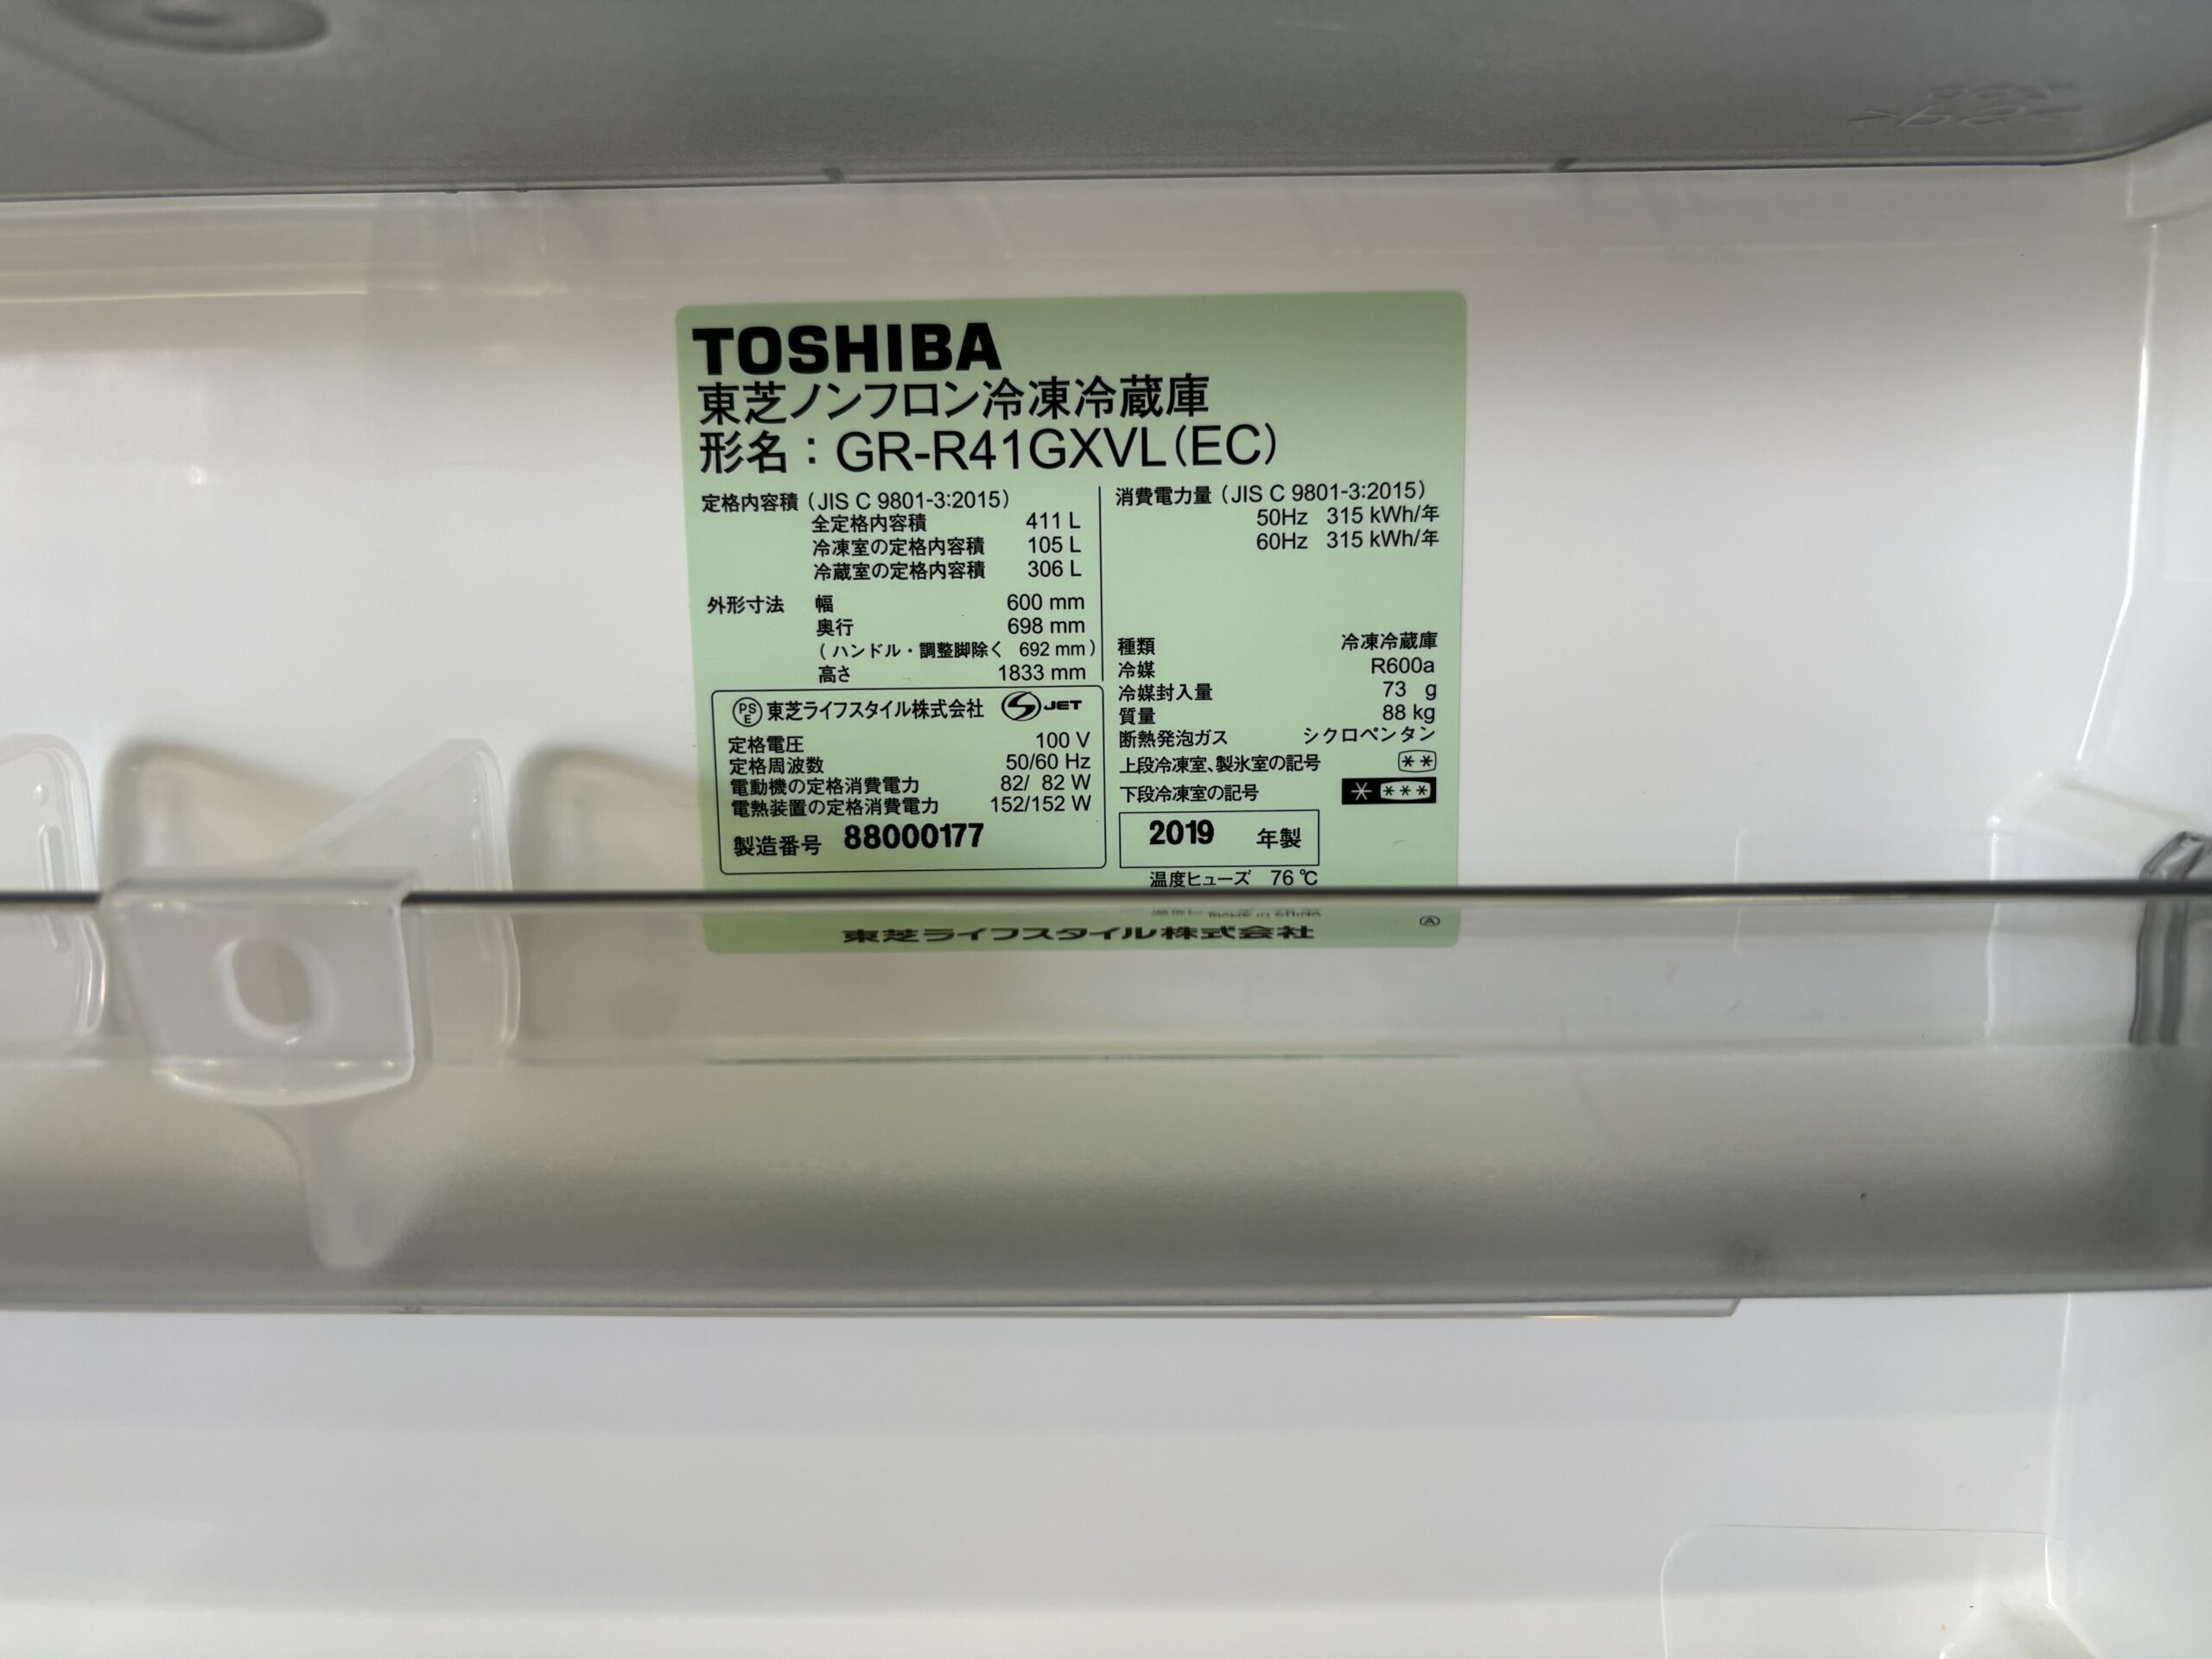 TOSHIBA
東芝ノンフロン冷凍冷蔵庫
形名：GR-R41GXVL(EC)
定格内容積（JIS C 9801-3:2015）
全定格内容積 411 L
冷凍室の定格内容積 105 L
冷蔵室の定格内容積 306 L
外形寸法 幅 600 mm
奥行 698 mm
（ハンドル・調整脚除く 692 mm）
高さ 1833 mm
PS E 東芝ライフスタイル株式会社 S JET
定格電圧 100 V
定格周波数 50/60 Hz
電動機の定格消費電力 82/ 82 W
電熱装置の定格消費電力 152/152 W
製造番号 88000177
消費電力量（JIS C 9801-3:2015）
50Hz 315 kWh/年
60Hz 315 kWh/年
種類 冷凍冷蔵庫
冷媒 R600a
冷媒封入量 73 g
質量 88 kg
断熱発泡ガス シクロペンタン
上段冷凍室、製氷室の記号 **
下段冷凍室の記号 * ***
2019 年製
温度ヒューズ 76 ℃
MADE IN CHINA
Ⓐ
東芝ライフスタイル株式会社